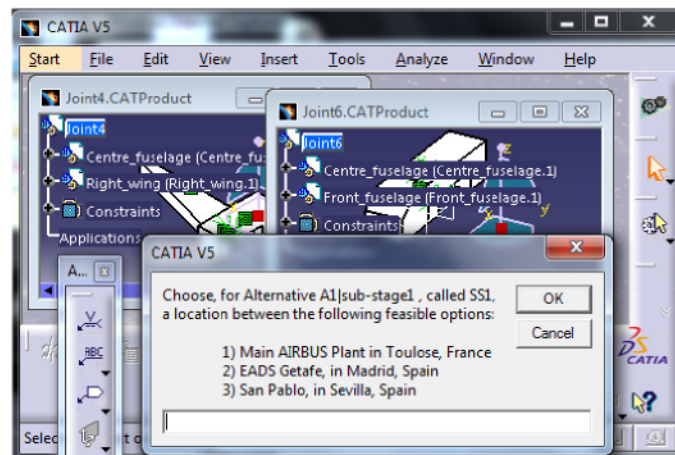 CATIA V5
Start File Edit View Insert Tools Analyze Window Help
Joint4.CATProduct
Joint4
Centre_fuselage (Centre_fu
Right_wing (Right_wing.1)
Constraints
Applications
Joint6.CATProduct
Joint6
Centre_fuselage (Centre_fuselage.1)
Front_fuselage (Front_fuselage.1)
Constraints
z
y
A...
ABC
CATIA V5
Choose, for Alternative A1|sub-stage1 , called SS1,
a location between the following feasible options:
1) Main AIRBUS Plant in Toulose, France
2) EADS Getafe, in Madrid, Spain
3) San Pablo, in Sevilla, Spain
OK
Cancel
CATIA
Selec